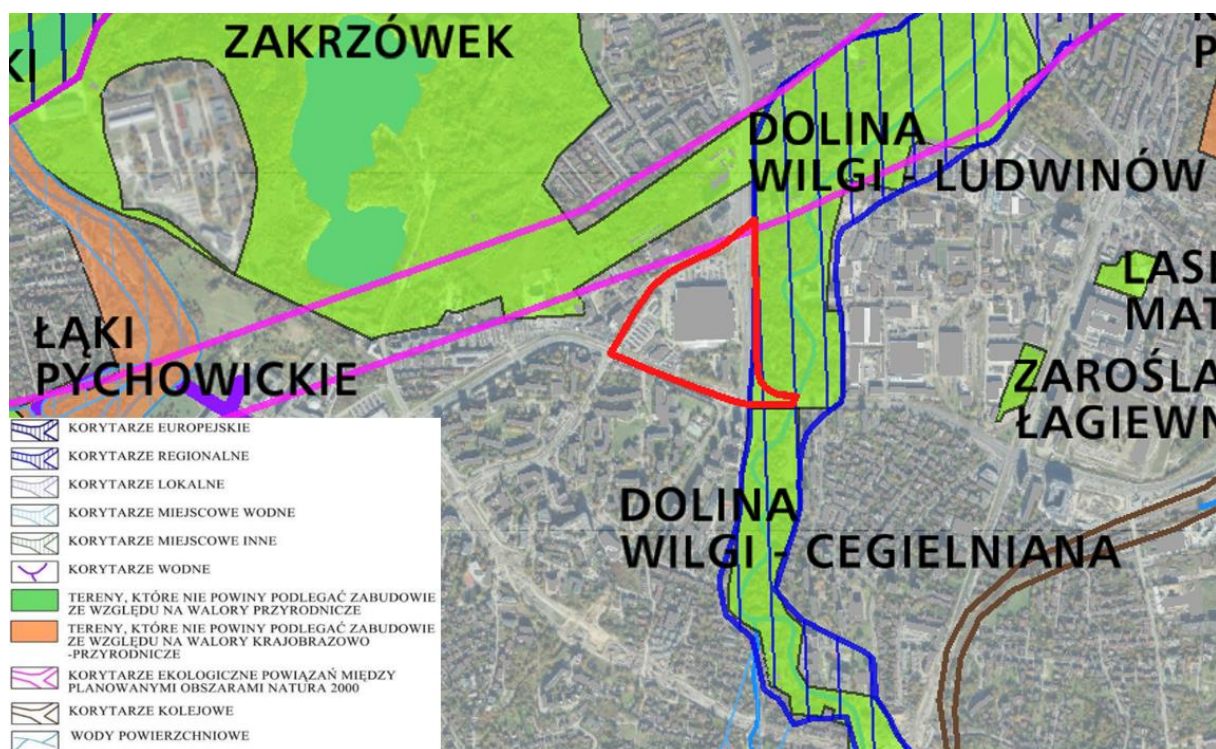 ZAKRZÓWEK
KI
DOLINA
WILGI - LUDWINÓW
ŁĄKI
PYCHOWICKIE
DOLINA
WILGI - CEGIELNIANA
KORYTARZE EUROPEJSKIE
KORYTARZE REGIONALNE
KORYTARZE LOKALNE
KORYTARZE MIEJSCOWE WODNE
KORYTARZE MIEJSCOWE INNE
KORYTARZE WODNE
TERENY, KTÓRE NIE POWINY PODLEGAĆ ZABUDOWIE
ZE WZGLĘDU NA WALORY PRZYRODNICZE
TERENY, KTÓRE NIE POWINY PODLEGAĆ ZABUDOWIE
ZE WZGLĘDU NA WALORY KRAJOBRAZOWO
-PRZYRODNICZE
KORYTARZE EKOLOGICZNE POWIĄZAŃ MIĘDZY
PLANOWANYMI OBSZARAMI NATURA 2000
KORYTARZE KOLEJOWE
WODY POWIERZCHNIOWE
LAS
MAT
ZAROŚLA
ŁAGIEWN
P